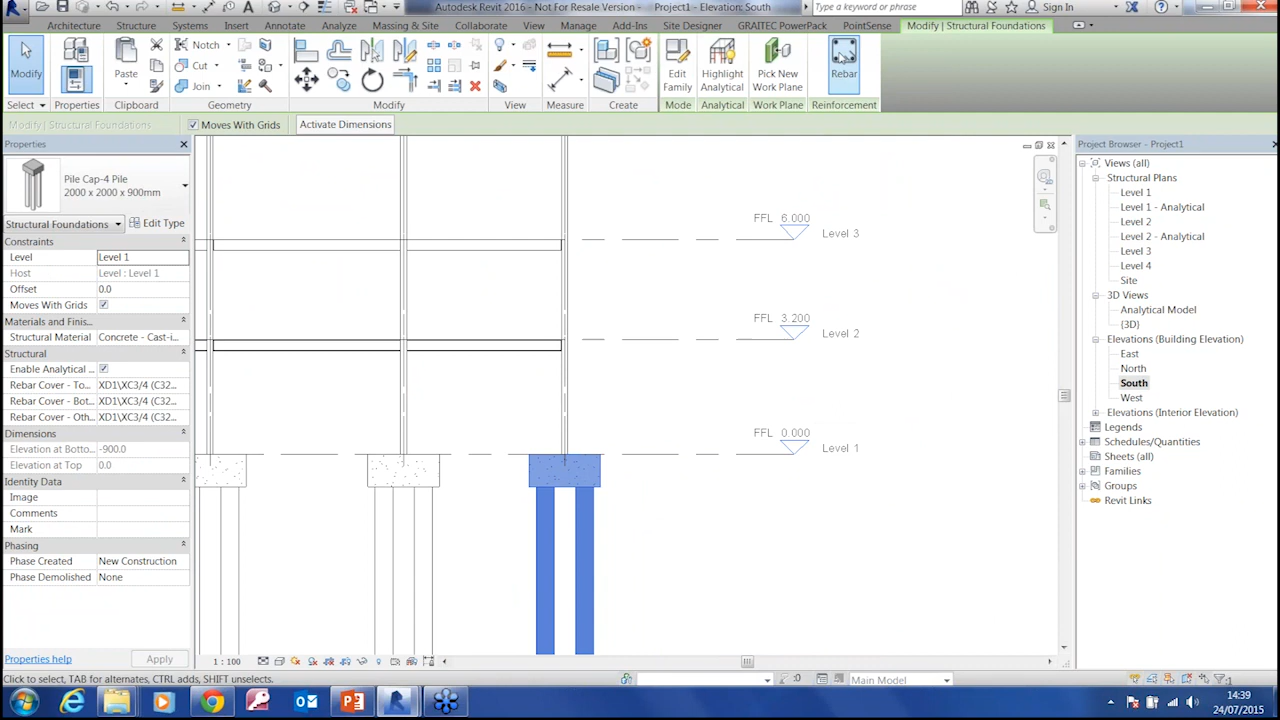 Autodesk Revit 2016 - Not For Resale Version - Project1 - Elevation: South
Type a keyword or phrase
Sign In
Architecture Structure Systems Insert Annotate Analyze Massing & Site Collaborate View Manage Add-Ins Site Designer GRAITEC PowerPack PointSense Modify | Structural Foundations
Modify
Paste
Notch
Cut
Join
Edit Family
Highlight Analytical
Pick New Work Plane
Rebar
Select Properties Clipboard Geometry Modify View Measure Create Mode Analytical Work Plane Reinforcement
Modify | Structural Foundations
Moves With Grids
Activate Dimensions
Properties
Pile Cap-4 Pile
2000 x 2000 x 900mm
Structural Foundations
Edit Type
Constraints
Level Level 1
Host Level : Level 1
Offset 0.0
Moves With Grids
Materials and Finis...
Structural Material Concrete - Cast-i...
Structural
Enable Analytical ...
Rebar Cover - To... XD1\XC3/4 (C32...
Rebar Cover - Bot... XD1\XC3/4 (C32...
Rebar Cover - Oth... XD1\XC3/4 (C32...
Dimensions
Elevation at Botto... -900.0
Elevation at Top 0.0
Identity Data
Image
Comments
Mark
Phasing
Phase Created New Construction
Phase Demolished None
Properties help
Apply
FFL 6.000
Level 3
FFL 3.200
Level 2
FFL 0.000
Level 1
1 : 100
Project Browser - Project1
Views (all)
Structural Plans
Level 1
Level 1 - Analytical
Level 2
Level 2 - Analytical
Level 3
Level 4
Site
3D Views
Analytical Model
{3D}
Elevations (Building Elevation)
East
North
South
West
Elevations (Interior Elevation)
Legends
Schedules/Quantities
Sheets (all)
Families
Groups
Revit Links
Click to select, TAB for alternates, CTRL adds, SHIFT unselects.
:0
Main Model
:1
14:39
24/07/2015